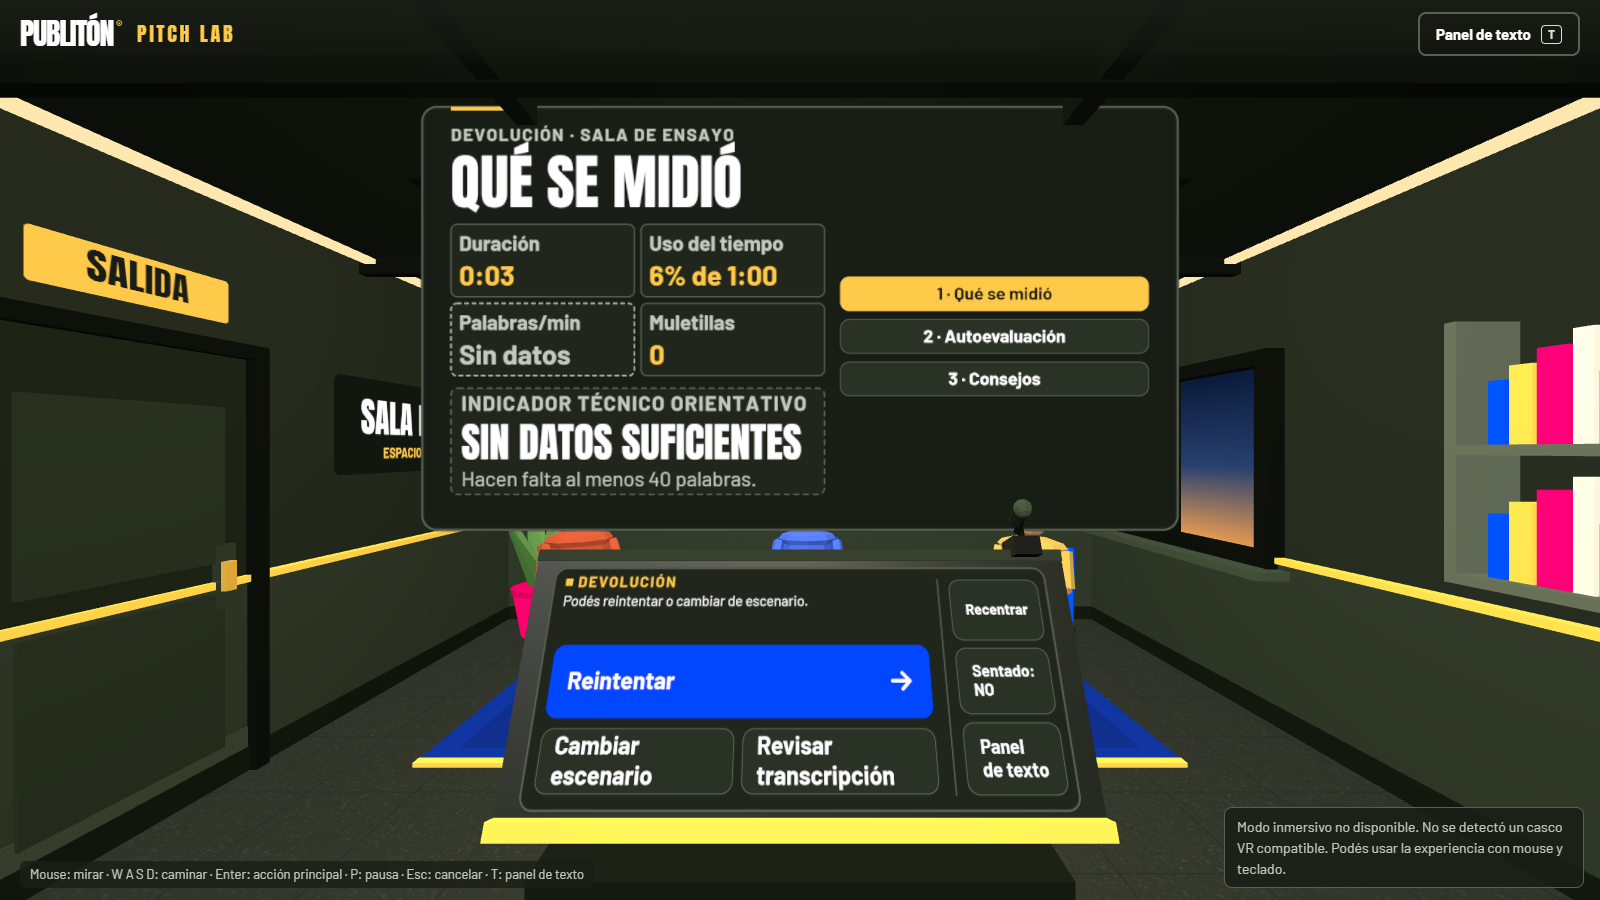 PUBLITÓN® PITCH LAB
Panel de texto T
DEVOLUCIÓN · SALA DE ENSAYO
QUÉ SE MIDIÓ
Duración
0:03
Uso del tiempo
6% de 1:00
Palabras/min
Sin datos
Muletillas
0
INDICADOR TÉCNICO ORIENTATIVO
SIN DATOS SUFICIENTES
Hacen falta al menos 40 palabras.
1 · Qué se midió
2 · Autoevaluación
3 · Consejos
SALIDA
SALA
ESPACIO
DEVOLUCIÓN
Podés reintentar o cambiar de escenario.
Reintentar →
Cambiar
escenario
Revisar
transcripción
Recentrar
Sentado:
NO
Panel
de texto
Mouse: mirar · W A S D: caminar · Enter: acción principal · P: pausa · Esc: cancelar · T: panel de texto
Modo inmersivo no disponible. No se detectó un casco
VR compatible. Podés usar la experiencia con mouse y
teclado.